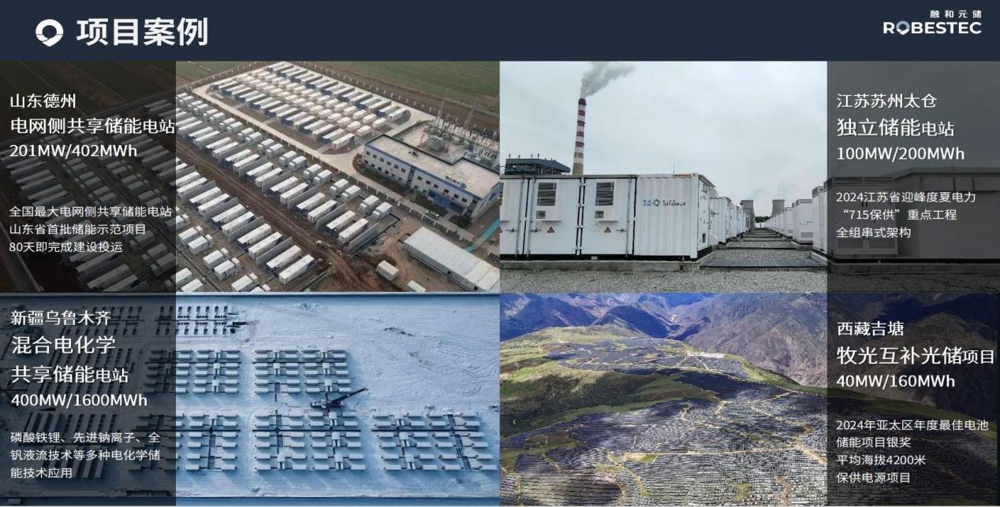 项目案例
融和元储
ROBESTEC
山东德州
电网侧共享储能电站
201MW/402MWh
全国最大电网侧共享储能电站
山东省首批储能示范项目
80天即完成建设投运
江苏苏州太仓
独立储能电站
100MW/200MWh
2024江苏省迎峰度夏电力
“715保供”重点工程
全组串式架构
新疆乌鲁木齐
混合电化学
共享储能电站
400MW/1600MWh
磷酸铁锂、先进钠离子、全
钒液流技术等多种电化学储
能技术应用
西藏吉塘
牧光互补光储项目
40MW/160MWh
2024年亚太区年度最佳电池
储能项目银奖
平均海拔4200米
保供电源项目